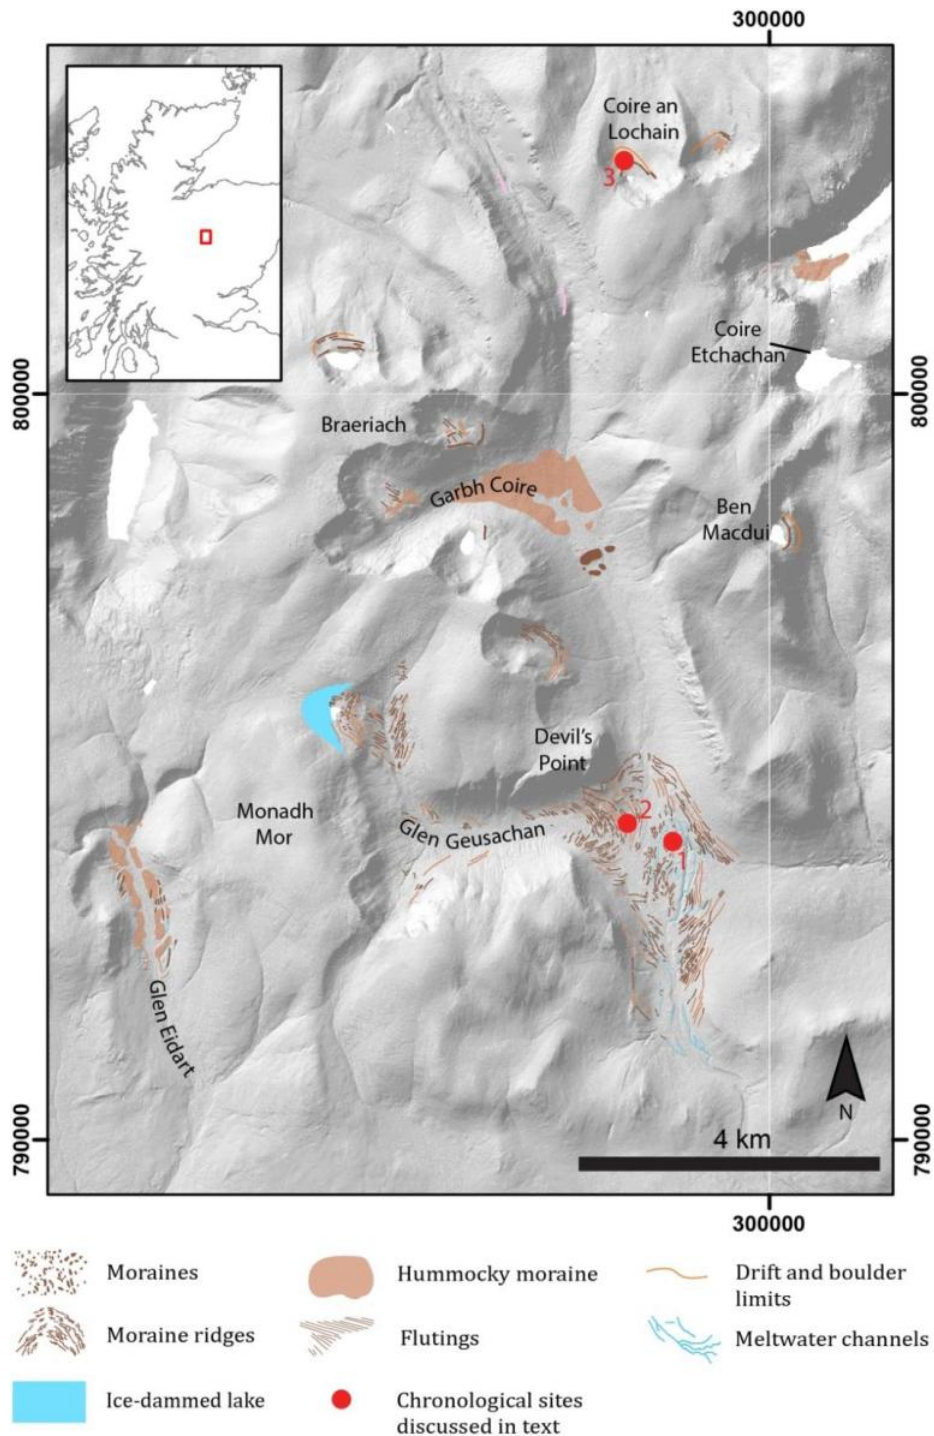 300000
Coire an
Lochain
3
Coire
Etchachan
800000
800000
Braeriach
Garbh Coire
Ben
Macdui
Devil's
Point
Monadh
Mor
Glen Geusachan
2
1
Glen Eidart
N
4 km
790000
790000
300000
Moraines
Hummocky moraine
Drift and boulder
limits
Moraine ridges
Flutings
Meltwater channels
Ice-dammed lake
Chronological sites
discussed in text